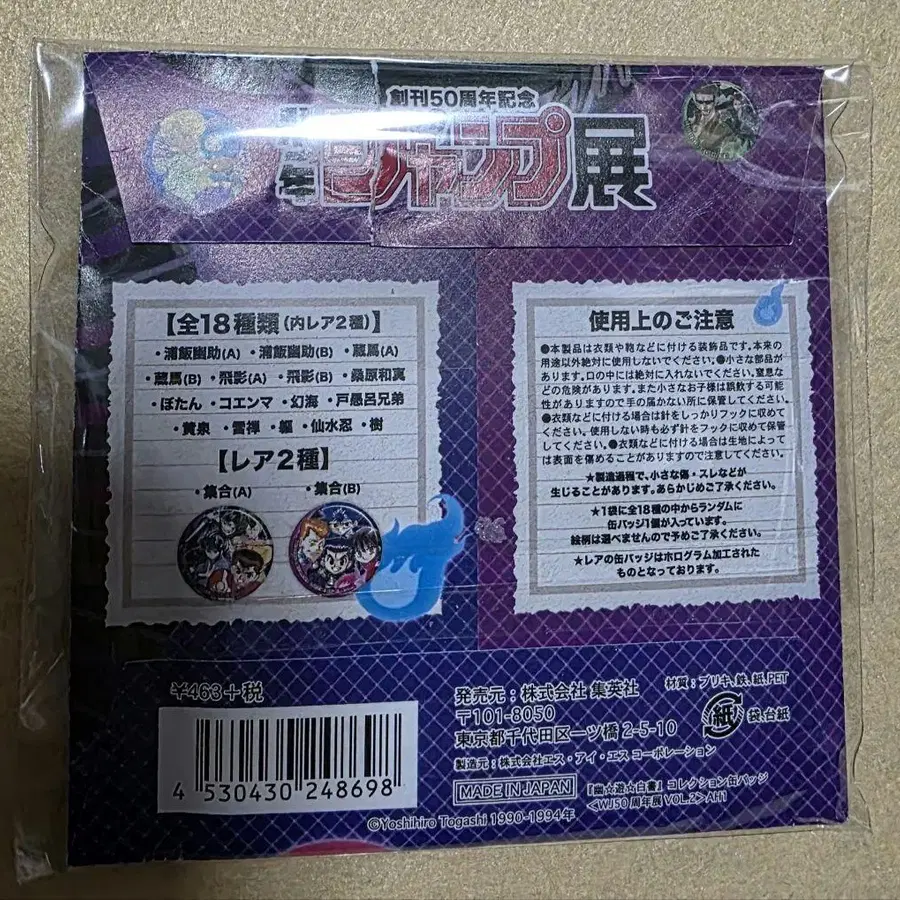 創刊50周年記念
ジャンプ展
【全18種類(内レア2種)】
・浦飯幽助(A) ・浦飯幽助(B) ・蔵馬(A)
・蔵馬(B) ・飛影(A) ・飛影(B) ・桑原和真
・ぼたん ・コエンマ ・幻海 ・戸愚呂兄弟
・黄泉 ・雷禅 ・軀 ・仙水忍 ・樹
【レア2種】
・集合(A) ・集合(B)
使用上のご注意
●本製品は衣類や鞄などに付ける装飾品です。本来の
用途以外絶対に使用しないでください。●小さな部品が
あります。口の中には絶対に入れないでください。窒息な
どの危険があります。また小さなお子様は誤飲する可能
性がありますので手の届かない所に保管してください。
●衣類などに付ける場合は針をしっかりフックに収めて
ください。使用しない時も必ず針をフックに収めて保管
してください。●衣類などに付ける場合は生地によって
は表面を傷めることがありますので注意してください。
★製造過程で、小さな傷・スレなどが
生じることがあります。あらかじめご了承ください。
★1袋に全18種の中からランダムに
缶バッジ1個が入っています。
絵柄は選べませんので予めご了承ください。
★レアの缶バッジはホログラム加工された
ものとなっております。
¥463+税
4 530430 248698
発売元:株式会社 集英社
〒101-8050
東京都千代田区一ツ橋 2-5-10
製造元:株式会社エス・アイ・エス コーポレーション
MADE IN JAPAN
材質:ブリキ、鉄、紙、PET
紙
袋、台紙
『幽☆遊☆白書』コレクション缶バッジ
<WJ50周年展 VOL.2>AH1
©Yoshihiro Togashi 1990-1994年